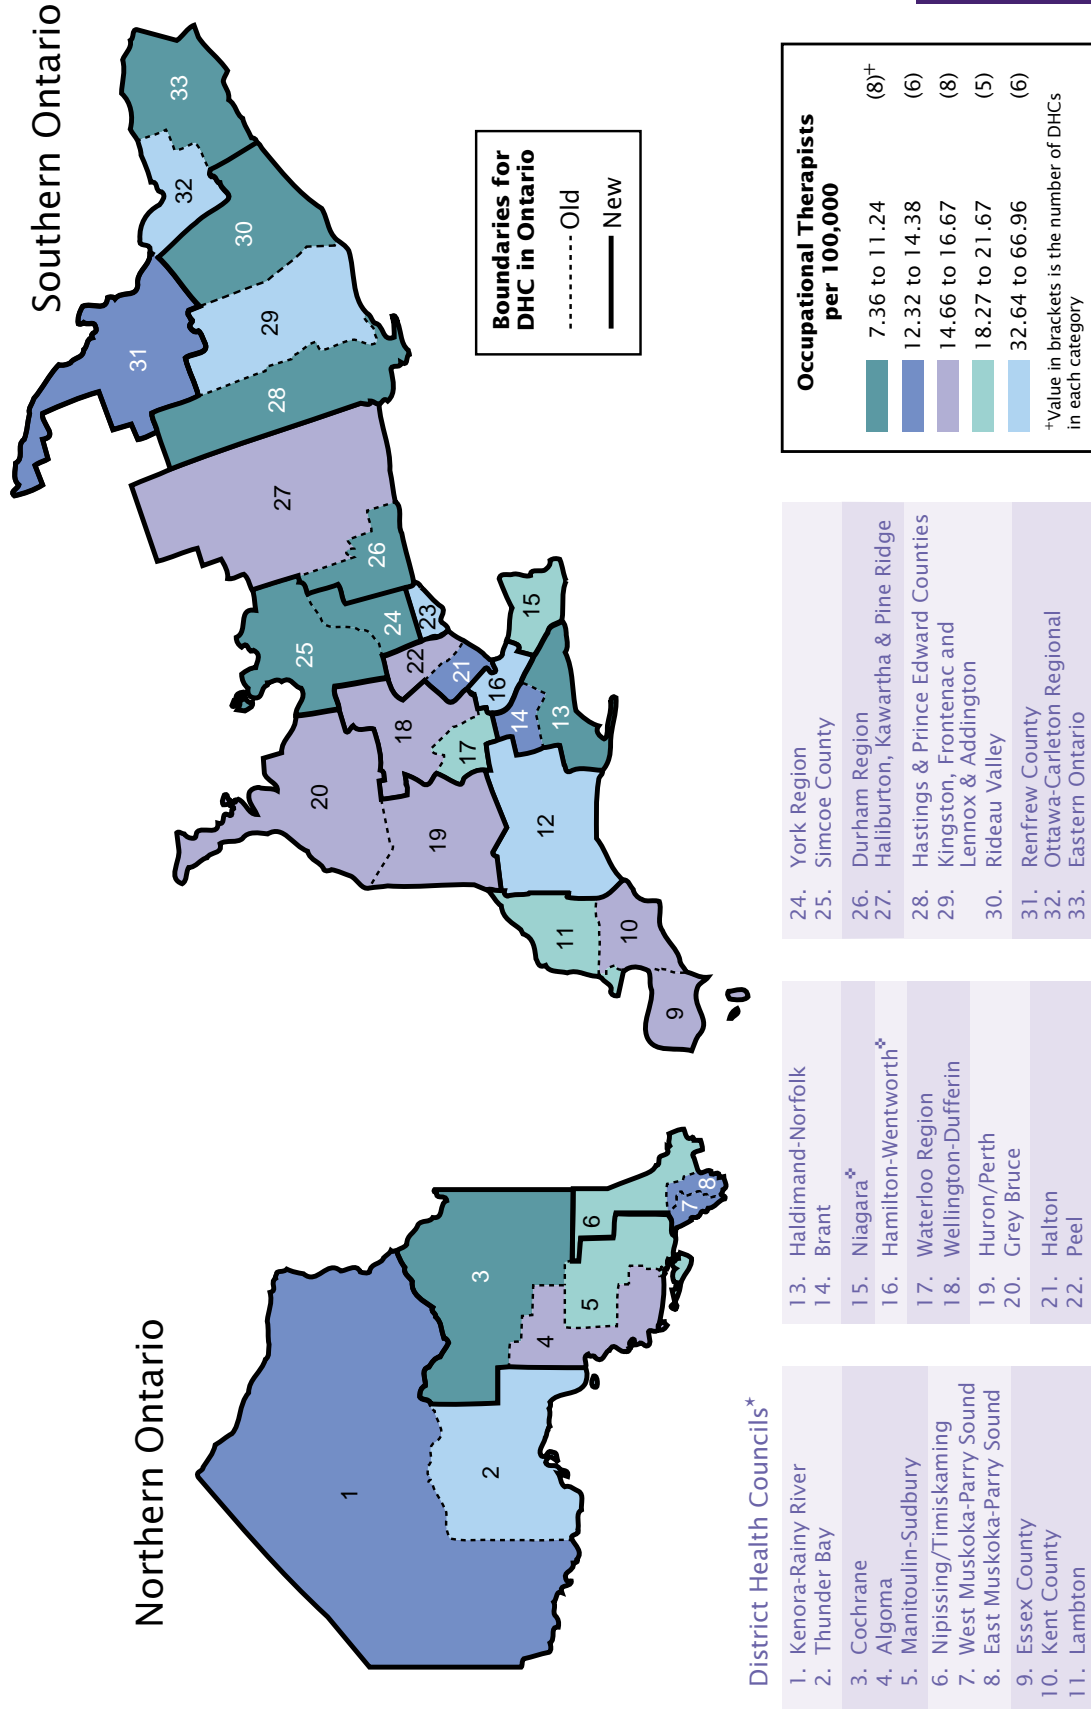 Northern Ontario
Southern Ontario
1
2
3
4
5
6
7
8
9
10
11
12
13
14
15
16
17
18
19
20
21
22
23
24
25
26
27
28
29
30
31
32
33
Boundaries for
DHC in Ontario
Old
New
District Health Councils*
1. Kenora-Rainy River
2. Thunder Bay
3. Cochrane
4. Algoma
5. Manitoulin-Sudbury
6. Nipissing/Timiskaming
7. West Muskoka-Parry Sound
8. East Muskoka-Parry Sound
9. Essex County
10. Kent County
11. Lambton
13. Haldimand-Norfolk
14. Brant
15. Niagara❖
16. Hamilton-Wentworth❖
17. Waterloo Region
18. Wellington-Dufferin
19. Huron/Perth
20. Grey Bruce
21. Halton
22. Peel
24. York Region
25. Simcoe County
26. Durham Region
27. Haliburton, Kawartha & Pine Ridge
28. Hastings & Prince Edward Counties
29. Kingston, Frontenac and
Lennox & Addington
30. Rideau Valley
31. Renfrew County
32. Ottawa-Carleton Regional
33. Eastern Ontario
Occupational Therapists
per 100,000
7.36 to 11.24 (8)+
12.32 to 14.38 (6)
14.66 to 16.67 (8)
18.27 to 21.67 (5)
32.64 to 66.96 (6)
+Value in brackets is the number of DHCs
in each category